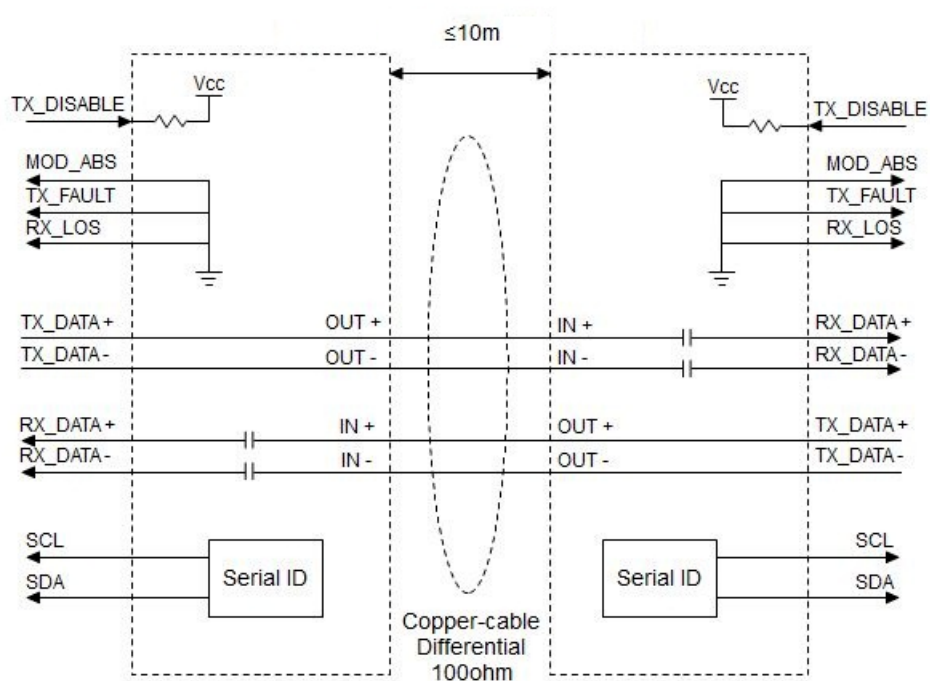 ≤10m
Vcc
Vcc
TX_DISABLE
TX_DISABLE
MOD_ABS
MOD_ABS
TX_FAULT
TX_FAULT
RX_LOS
RX_LOS
TX_DATA+ OUT + IN + RX_DATA+
TX_DATA- OUT - IN - RX_DATA-
RX_DATA+ IN + OUT + TX_DATA+
RX_DATA- IN - OUT - TX_DATA-
SCL
SCL
Serial ID
Serial ID
SDA
SDA
Copper-cable
Differential
100ohm